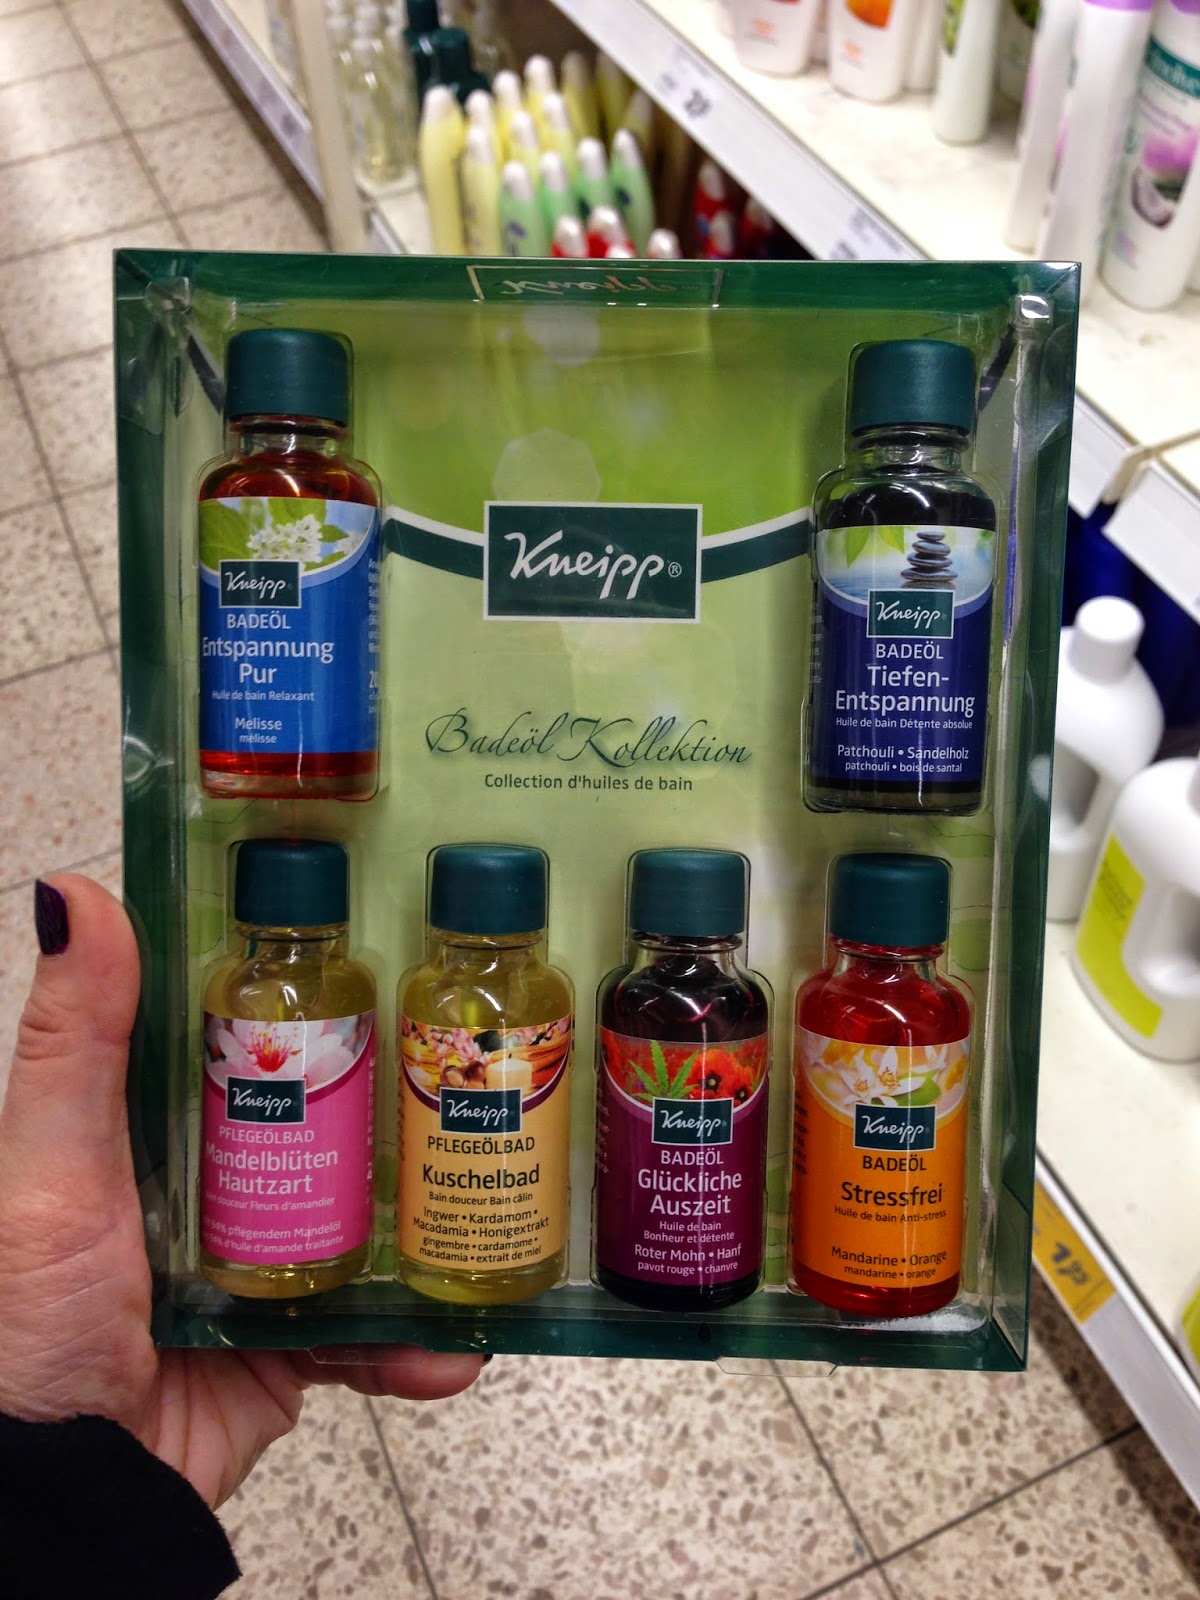 Kneipp
Kneipp®
Badeöl Kollektion
Collection d'huiles de bain
Kneipp
BADEÖL
Entspannung
Pur
Huile de bain Relaxant
Melisse
mélisse
Kneipp
BADEÖL
Tiefen-
Entspannung
Huile de bain Détente absolue
Patchouli • Sandelholz
patchouli • bois de santal
Kneipp
PFLEGEÖLBAD
Mandelblüten
Hautzart
douceur Fleurs d'amandier
94% pflegendem Mandelöl
94% d'huile d'amande traitante
Kneipp
PFLEGEÖLBAD
Kuschelbad
Bain douceur Bain câlin
Ingwer • Kardamom •
Macadamia • Honigextrakt
gingembre • cardamome •
macadamia • extrait de miel
Kneipp
BADEÖL
Glückliche
Auszeit
Huile de bain
Bonheur et détente
Roter Mohn • Hanf
pavot rouge • chanvre
Kneipp
BADEÖL
Stressfrei
Huile de bain Anti-stress
Mandarine • Orange
mandarine • orange